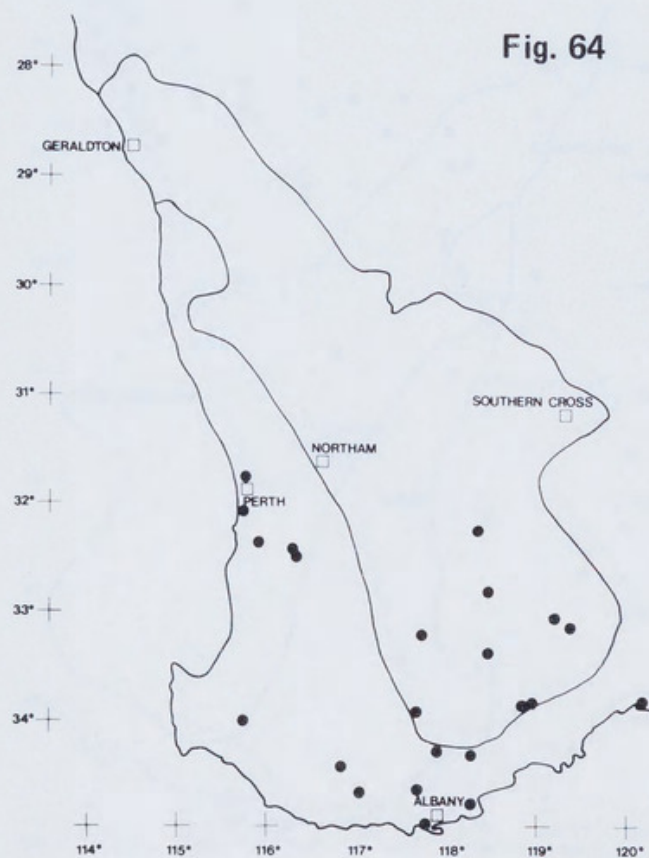 Fig. 64
28°
GERALDTON
29°
30°
31°
SOUTHERN CROSS
NORTHAM
32°
PERTH
33°
34°
ALBANY
114° 115° 116° 117° 118° 119° 120°